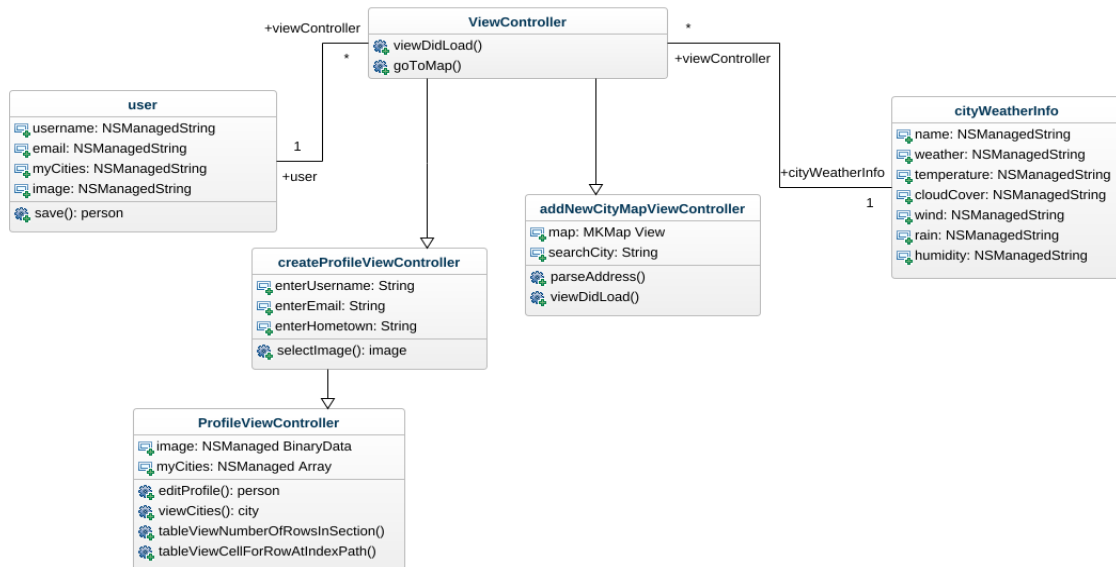 ViewController
viewDidLoad()
goToMap()
+viewController
*
*
+viewController
user
username: NSManagedString
email: NSManagedString
myCities: NSManagedString
image: NSManagedString
save(): person
1
+user
cityWeatherInfo
name: NSManagedString
weather: NSManagedString
temperature: NSManagedString
cloudCover: NSManagedString
wind: NSManagedString
rain: NSManagedString
humidity: NSManagedString
+cityWeatherInfo
1
addNewCityMapViewController
map: MKMap View
searchCity: String
parseAddress()
viewDidLoad()
createProfileViewController
enterUsername: String
enterEmail: String
enterHometown: String
selectImage(): image
ProfileViewController
image: NSManaged BinaryData
myCities: NSManaged Array
editProfile(): person
viewCities(): city
tableViewNumberOfRowsInSection()
tableViewCellForRowAtIndexPath()